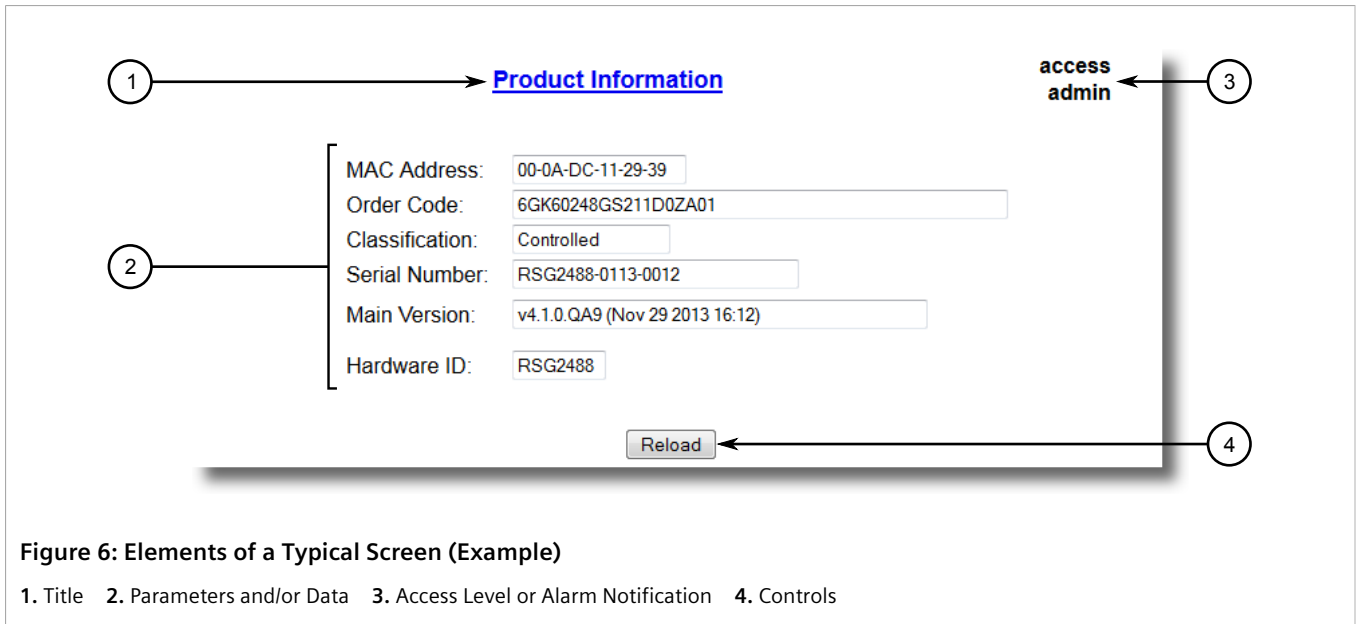 1
Product Information
access
admin
3
MAC Address: 00-0A-DC-11-29-39
Order Code: 6GK60248GS211D0ZA01
Classification: Controlled
2
Serial Number: RSG2488-0113-0012
Main Version: v4.1.0.QA9 (Nov 29 2013 16:12)
Hardware ID: RSG2488
Reload
4
Figure 6: Elements of a Typical Screen (Example)
1. Title 2. Parameters and/or Data 3. Access Level or Alarm Notification 4. Controls